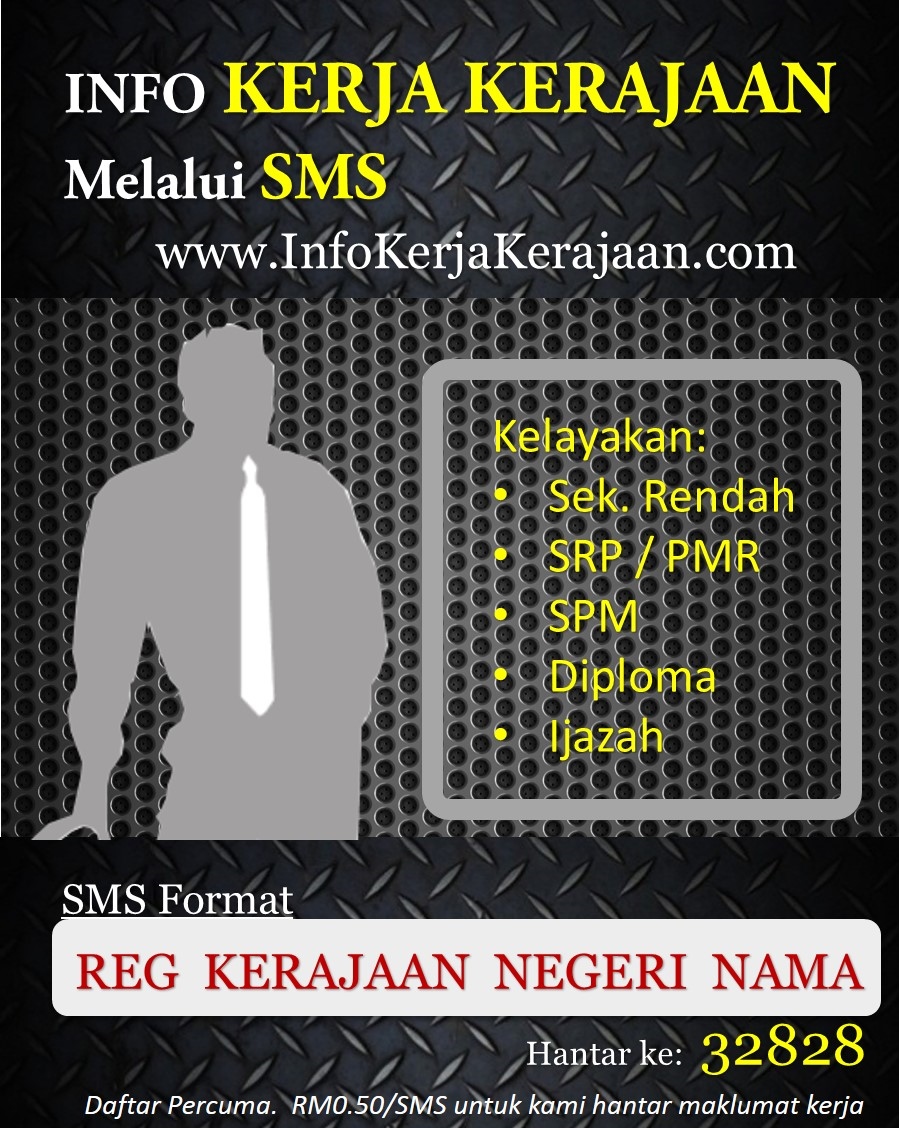 INFO KERJA KERAJAAN
Melalui SMS
www.InfoKerjaKerajaan.com
Kelayakan:
• Sek. Rendah
• SRP / PMR
• SPM
• Diploma
• Ijazah
SMS Format
REG KERAJAAN NEGERI NAMA
Hantar ke: 32828
Daftar Percuma. RM0.50/SMS untuk kami hantar maklumat kerja